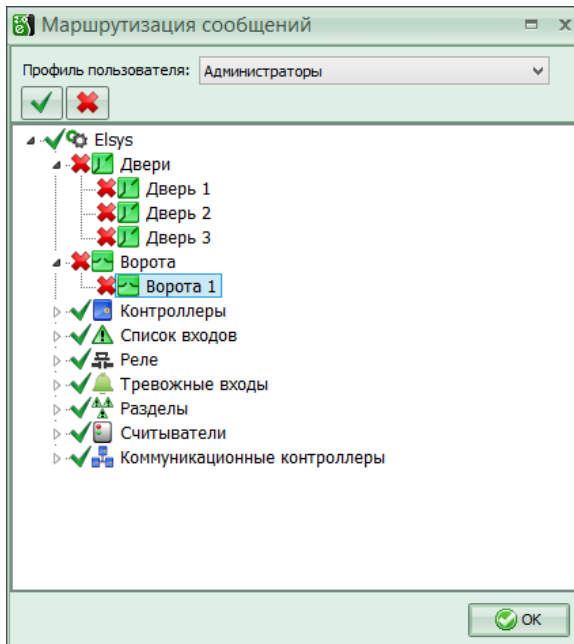 Маршрутизация сообщений
Профиль пользователя: Администраторы
Elsys
Двери
Дверь 1
Дверь 2
Дверь 3
Ворота
Ворота 1
Контроллеры
Список входов
Реле
Тревожные входы
Разделы
Считыватели
Коммуникационные контроллеры
ОК